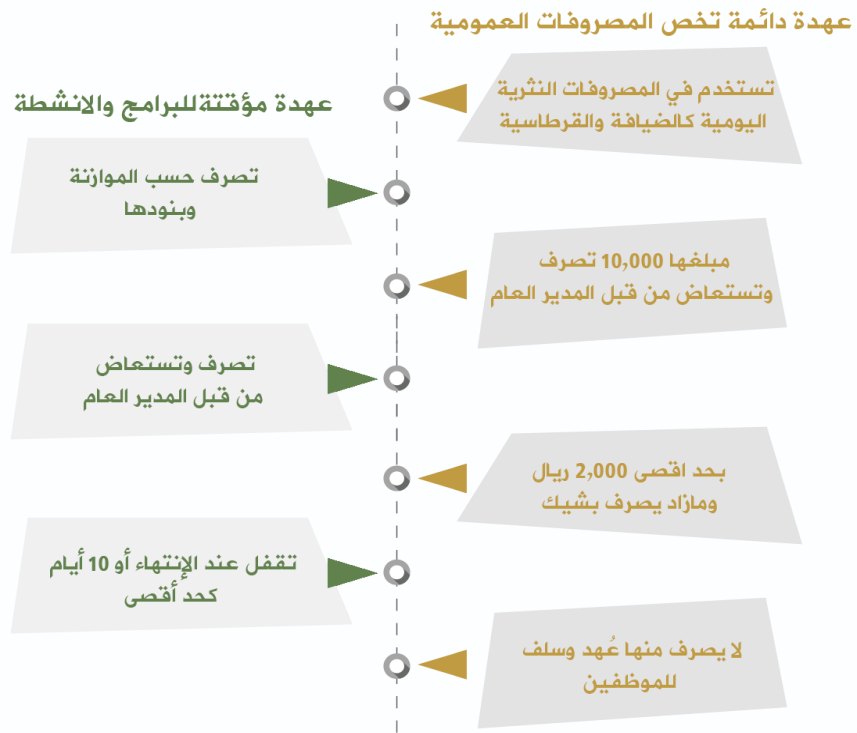 عهدة دائمة تخص المصروفات العمومية
تستخدم في المصروفات النثرية
اليومية كالضيافة والقرطاسية
مبلغها 10,000 تصرف
وتستعاض من قبل المدير العام
بحد اقصى 2,000 ريال
ومازاد يصرف بشيك
لا يصرف منها عُهد وسلف
للموظفين
عهدة مؤقتة للبرامج والانشطة
تصرف حسب الموازنة
وبنودها
تصرف وتستعاض
من قبل المدير العام
تقفل عند الإنتهاء أو 10 أيام
كحد أقصى